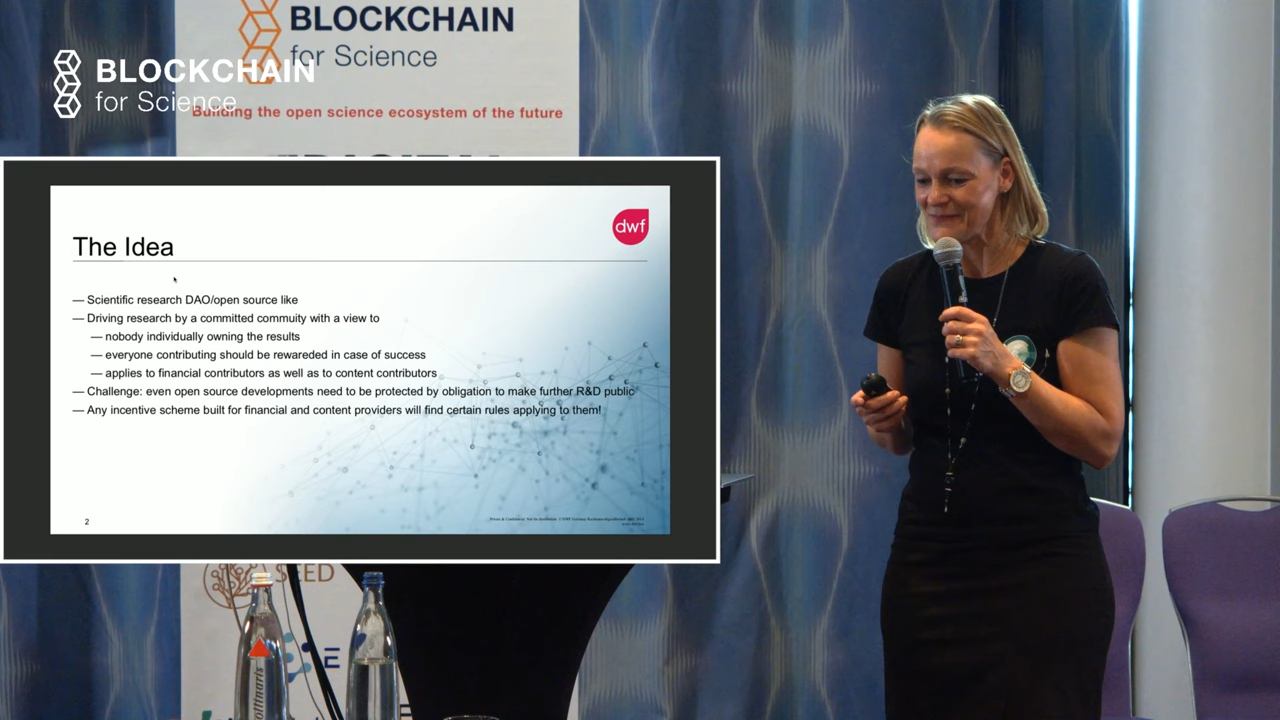 BLOCKCHAIN
for Science
BLOCKCHAIN
for Science
Building the open science ecosystem of the future
dwf
The Idea
— Scientific research DAO/open source like
— Driving research by a committed commuity with a view to
— nobody individually owning the results
— everyone contributing should be rewareded in case of success
— applies to financial contributors as well as to content contributors
— Challenge: even open source developments need to be protected by obligation to make further R&D public
— Any incentive scheme built for financial and content providers will find certain rules applying to them!
2
SEED
E